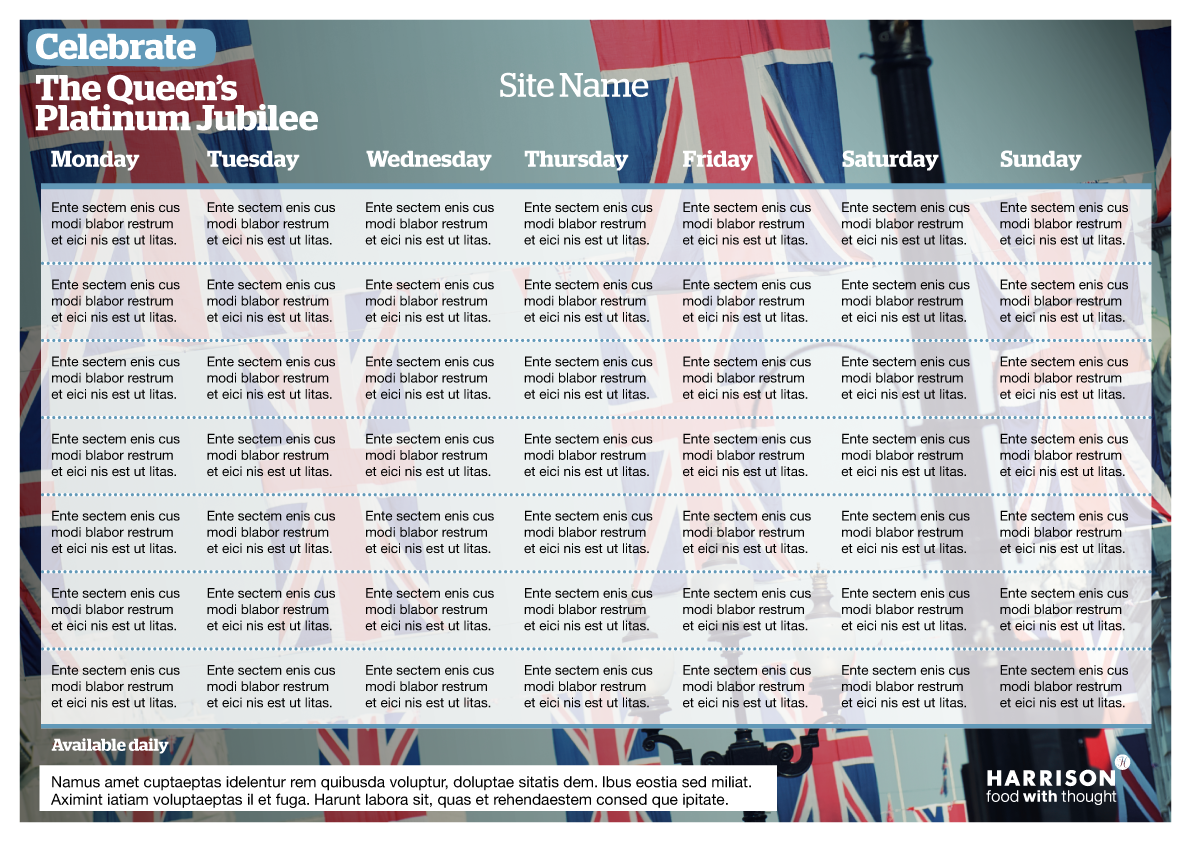 Celebrate
The Queen's
Platinum Jubilee
Site Name
Monday Tuesday Wednesday Thursday Friday Saturday Sunday
Ente sectem enis cus Ente sectem enis cus Ente sectem enis cus Ente sectem enis cus Ente sectem enis cus Ente sectem enis cus Ente sectem enis cus
modi blabor restrum modi blabor restrum modi blabor restrum modi blabor restrum modi blabor restrum modi blabor restrum modi blabor restrum
et eici nis est ut litas. et eici nis est ut litas. et eici nis est ut litas. et eici nis est ut litas. et eici nis est ut litas. et eici nis est ut litas. et eici nis est ut litas.
Ente sectem enis cus Ente sectem enis cus Ente sectem enis cus Ente sectem enis cus Ente sectem enis cus Ente sectem enis cus Ente sectem enis cus
modi blabor restrum modi blabor restrum modi blabor restrum modi blabor restrum modi blabor restrum modi blabor restrum modi blabor restrum
et eici nis est ut litas. et eici nis est ut litas. et eici nis est ut litas. et eici nis est ut litas. et eici nis est ut litas. et eici nis est ut litas. et eici nis est ut litas.
Ente sectem enis cus Ente sectem enis cus Ente sectem enis cus Ente sectem enis cus Ente sectem enis cus Ente sectem enis cus Ente sectem enis cus
modi blabor restrum modi blabor restrum modi blabor restrum modi blabor restrum modi blabor restrum modi blabor restrum modi blabor restrum
et eici nis est ut litas. et eici nis est ut litas. et eici nis est ut litas. et eici nis est ut litas. et eici nis est ut litas. et eici nis est ut litas. et eici nis est ut litas.
Ente sectem enis cus Ente sectem enis cus Ente sectem enis cus Ente sectem enis cus Ente sectem enis cus Ente sectem enis cus Ente sectem enis cus
modi blabor restrum modi blabor restrum modi blabor restrum modi blabor restrum modi blabor restrum modi blabor restrum modi blabor restrum
et eici nis est ut litas. et eici nis est ut litas. et eici nis est ut litas. et eici nis est ut litas. et eici nis est ut litas. et eici nis est ut litas. et eici nis est ut litas.
Ente sectem enis cus Ente sectem enis cus Ente sectem enis cus Ente sectem enis cus Ente sectem enis cus Ente sectem enis cus Ente sectem enis cus
modi blabor restrum modi blabor restrum modi blabor restrum modi blabor restrum modi blabor restrum modi blabor restrum modi blabor restrum
et eici nis est ut litas. et eici nis est ut litas. et eici nis est ut litas. et eici nis est ut litas. et eici nis est ut litas. et eici nis est ut litas. et eici nis est ut litas.
Ente sectem enis cus Ente sectem enis cus Ente sectem enis cus Ente sectem enis cus Ente sectem enis cus Ente sectem enis cus Ente sectem enis cus
modi blabor restrum modi blabor restrum modi blabor restrum modi blabor restrum modi blabor restrum modi blabor restrum modi blabor restrum
et eici nis est ut litas. et eici nis est ut litas. et eici nis est ut litas. et eici nis est ut litas. et eici nis est ut litas. et eici nis est ut litas. et eici nis est ut litas.
Ente sectem enis cus Ente sectem enis cus Ente sectem enis cus Ente sectem enis cus Ente sectem enis cus Ente sectem enis cus Ente sectem enis cus
modi blabor restrum modi blabor restrum modi blabor restrum modi blabor restrum modi blabor restrum modi blabor restrum modi blabor restrum
et eici nis est ut litas. et eici nis est ut litas. et eici nis est ut litas. et eici nis est ut litas. et eici nis est ut litas. et eici nis est ut litas. et eici nis est ut litas.
Available daily
Namus amet cuptaeptas idelentur rem quibusda voluptur, doluptae sitatis dem. Ibus eostia sed miliat.
Aximint iatiam voluptaeptas il et fuga. Harunt labora sit, quas et rehendaestem consed que ipitate.
HARRISON H
food with thought